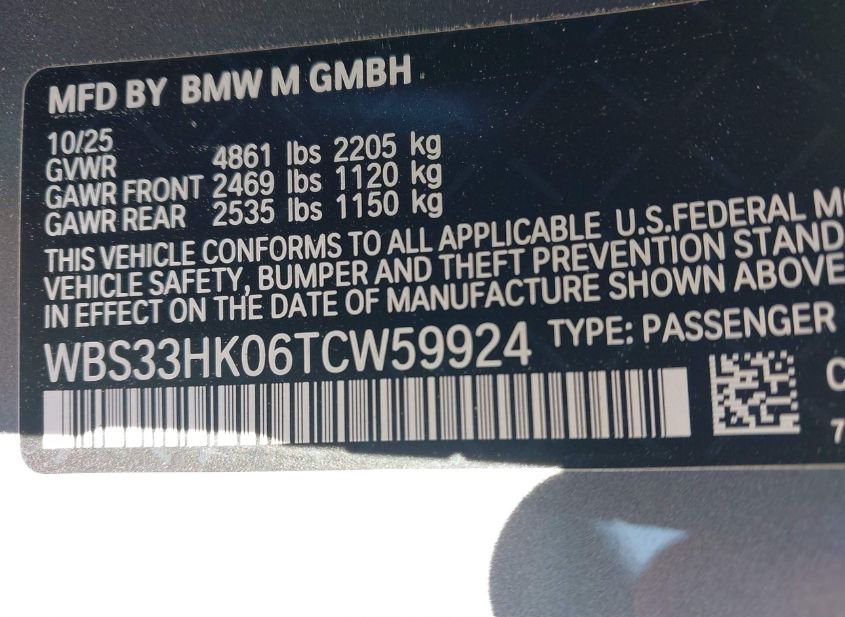 MFD BY BMW M GMBH
10/25
GVWR 4861 lbs 2205 kg
GAWR FRONT 2469 lbs 1120 kg
GAWR REAR 2535 lbs 1150 kg
THIS VEHICLE CONFORMS TO ALL APPLICABLE U.S.FEDERAL
VEHICLE SAFETY, BUMPER AND THEFT PREVENTION STAND
IN EFFECT ON THE DATE OF MANUFACTURE SHOWN ABOVE
WBS33HK06TCW59924 TYPE: PASSENGER